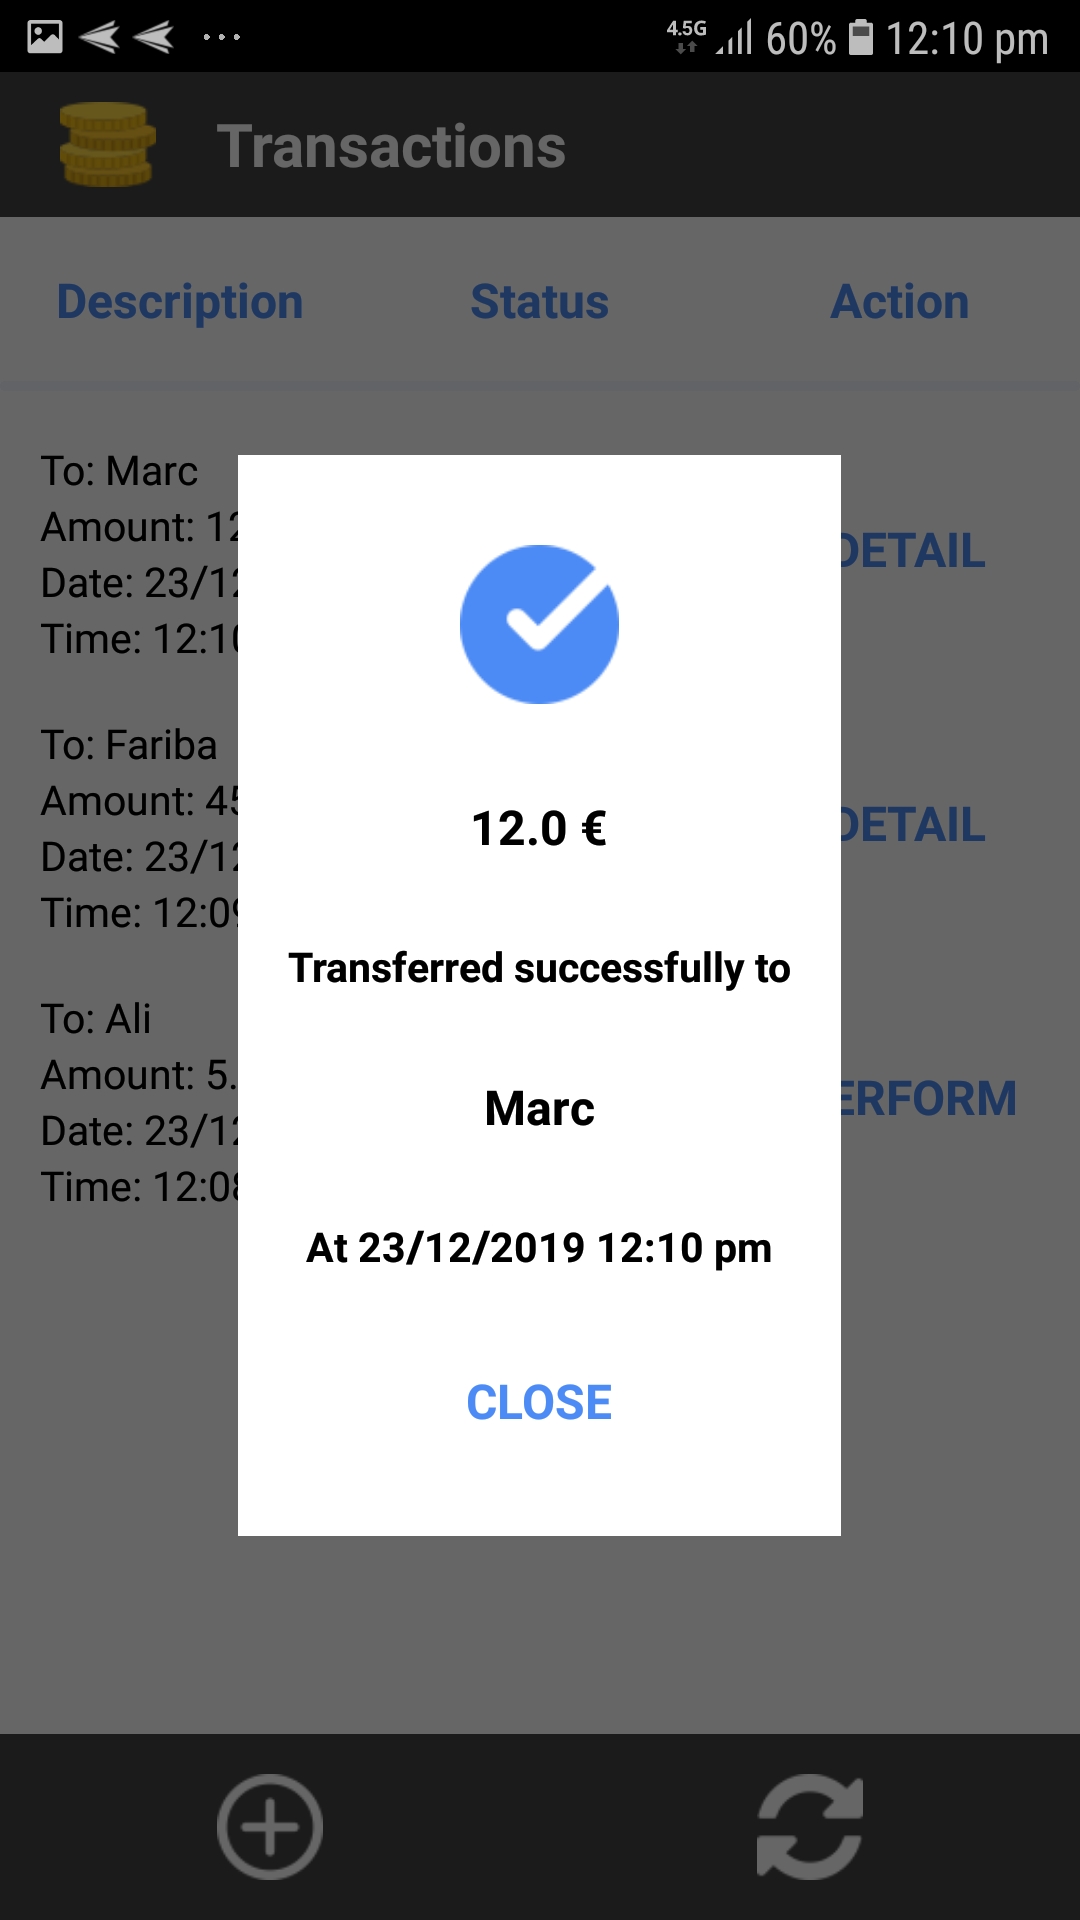 4.5G 60% 12:10 pm
Transactions
Description Status Action
To: Marc
Amount: 12
Date: 23/12
Time: 12:10
DETAIL
To: Fariba
Amount: 45
Date: 23/12
Time: 12:09
DETAIL
To: Ali
Amount: 5.
Date: 23/12
Time: 12:08
ERFORM
12.0 €
Transferred successfully to
Marc
At 23/12/2019 12:10 pm
CLOSE